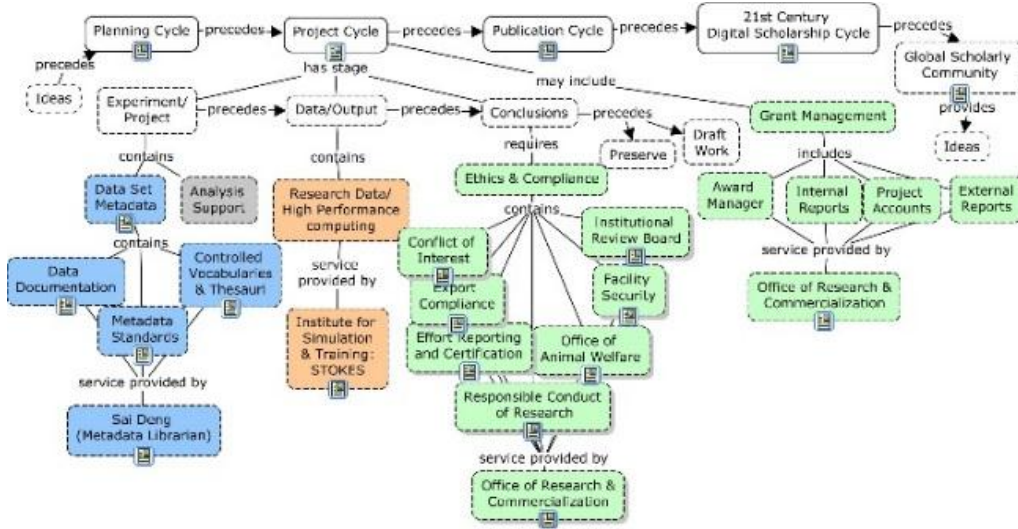 Planning Cycle
precedes
Project Cycle
precedes
Publication Cycle
precedes
21st Century
Digital Scholarship Cycle
precedes
Global Scholarly
Community
provides
Ideas
precedes
Ideas
has stage
may include
Experiment/
Project
precedes
Data/Output
precedes
Conclusions
precedes
Preserve
Draft
Work
Grant Management
contains
Data Set
Metadata
Analysis
Support
contains
Data
Documentation
Controlled
Vocabularies
& Thesauri
Metadata
Standards
service provided by
Sai Deng
(Metadata Librarian)
contains
Research Data/
High Performance
computing
service
provided by
Institute for
Simulation
& Training:
STOKES
requires
Ethics & Compliance
contains
Conflict of
Interest
Institutional
Review Board
Export
Compliance
Facility
Security
Effort Reporting
and Certification
Office of
Animal Welfare
Responsible Conduct
of Research
service provided by
Office of Research &
Commercialization
includes
Award
Manager
Internal
Reports
Project
Accounts
External
Reports
service provided by
Office of Research &
Commercialization